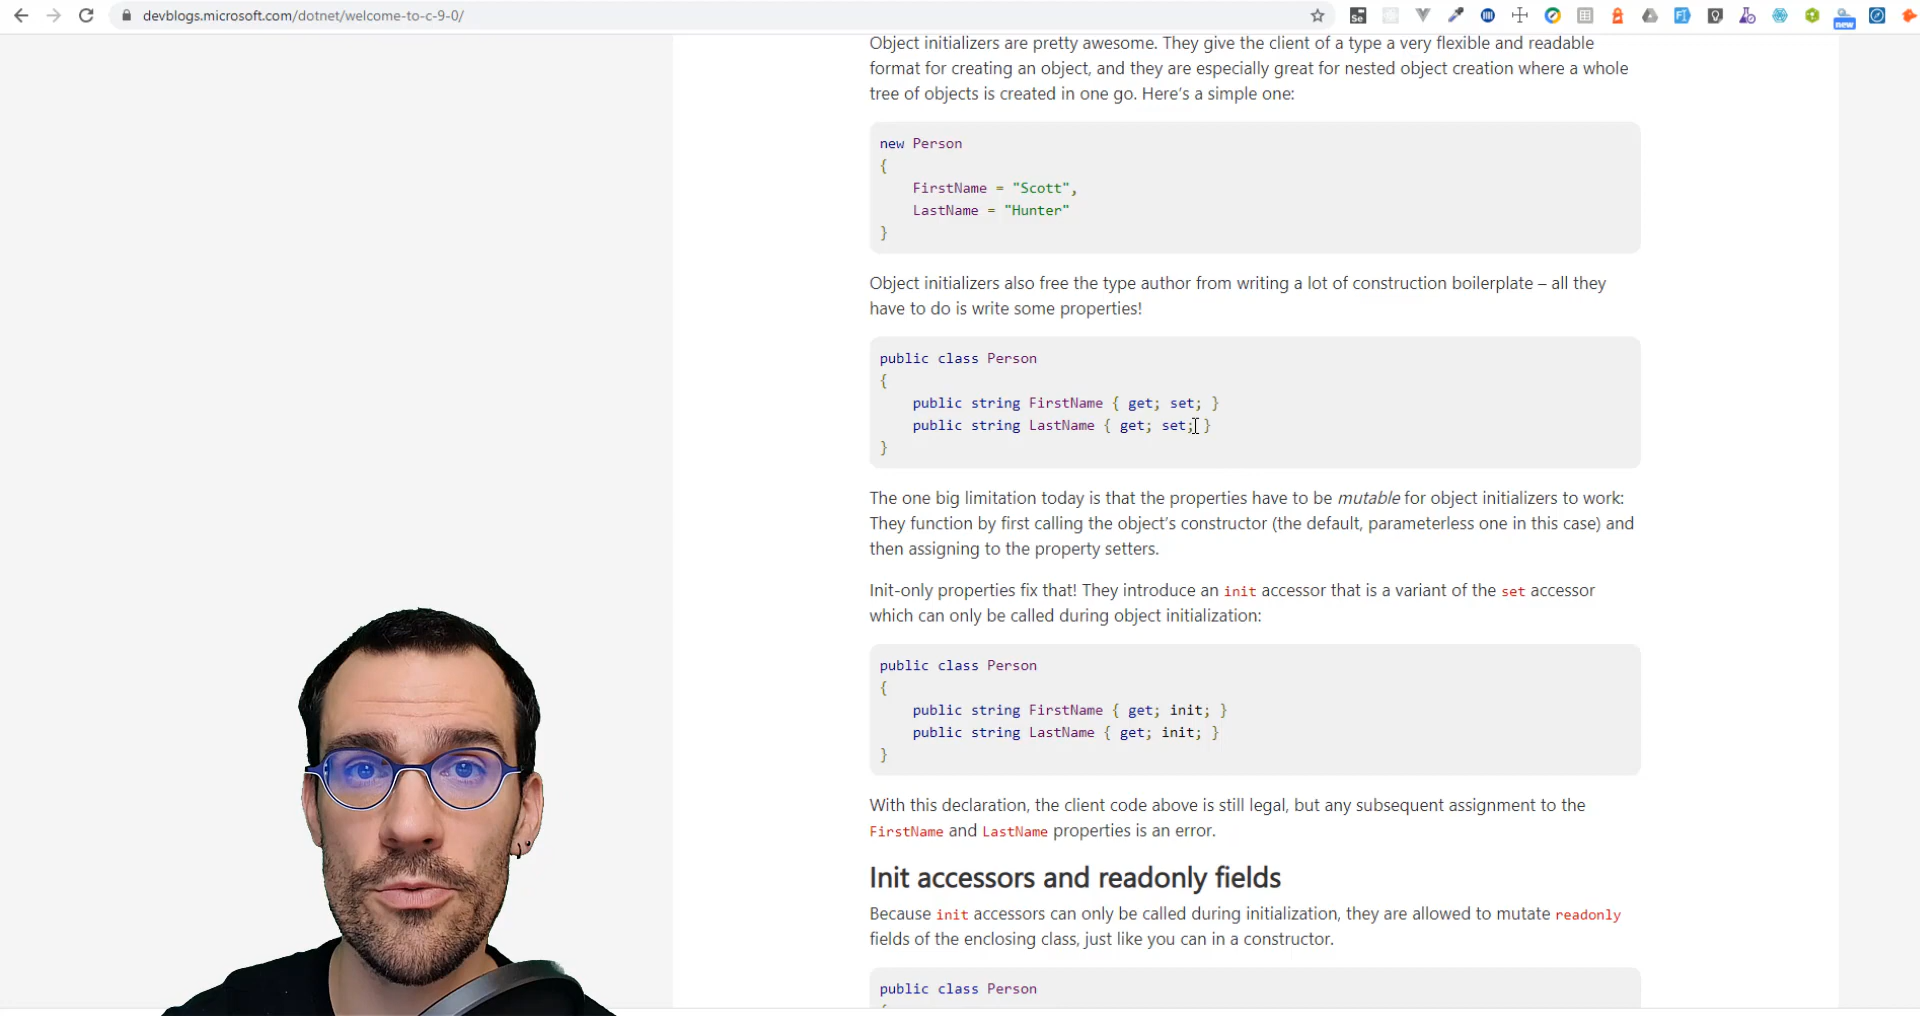 devblogs.microsoft.com/dotnet/welcome-to-c-9-0/
Se
new
Object initializers are pretty awesome. They give the client of a type a very flexible and readable
format for creating an object, and they are especially great for nested object creation where a whole
tree of objects is created in one go. Here's a simple one:
new Person
{
FirstName = "Scott",
LastName = "Hunter"
}
Object initializers also free the type author from writing a lot of construction boilerplate – all they
have to do is write some properties!
public class Person
{
public string FirstName { get; set; }
public string LastName { get; set; }
}
The one big limitation today is that the properties have to be mutable for object initializers to work:
They function by first calling the object's constructor (the default, parameterless one in this case) and
then assigning to the property setters.
Init-only properties fix that! They introduce an init accessor that is a variant of the set accessor
which can only be called during object initialization:
public class Person
{
public string FirstName { get; init; }
public string LastName { get; init; }
}
With this declaration, the client code above is still legal, but any subsequent assignment to the
FirstName and LastName properties is an error.
Init accessors and readonly fields
Because init accessors can only be called during initialization, they are allowed to mutate readonly
fields of the enclosing class, just like you can in a constructor.
public class Person